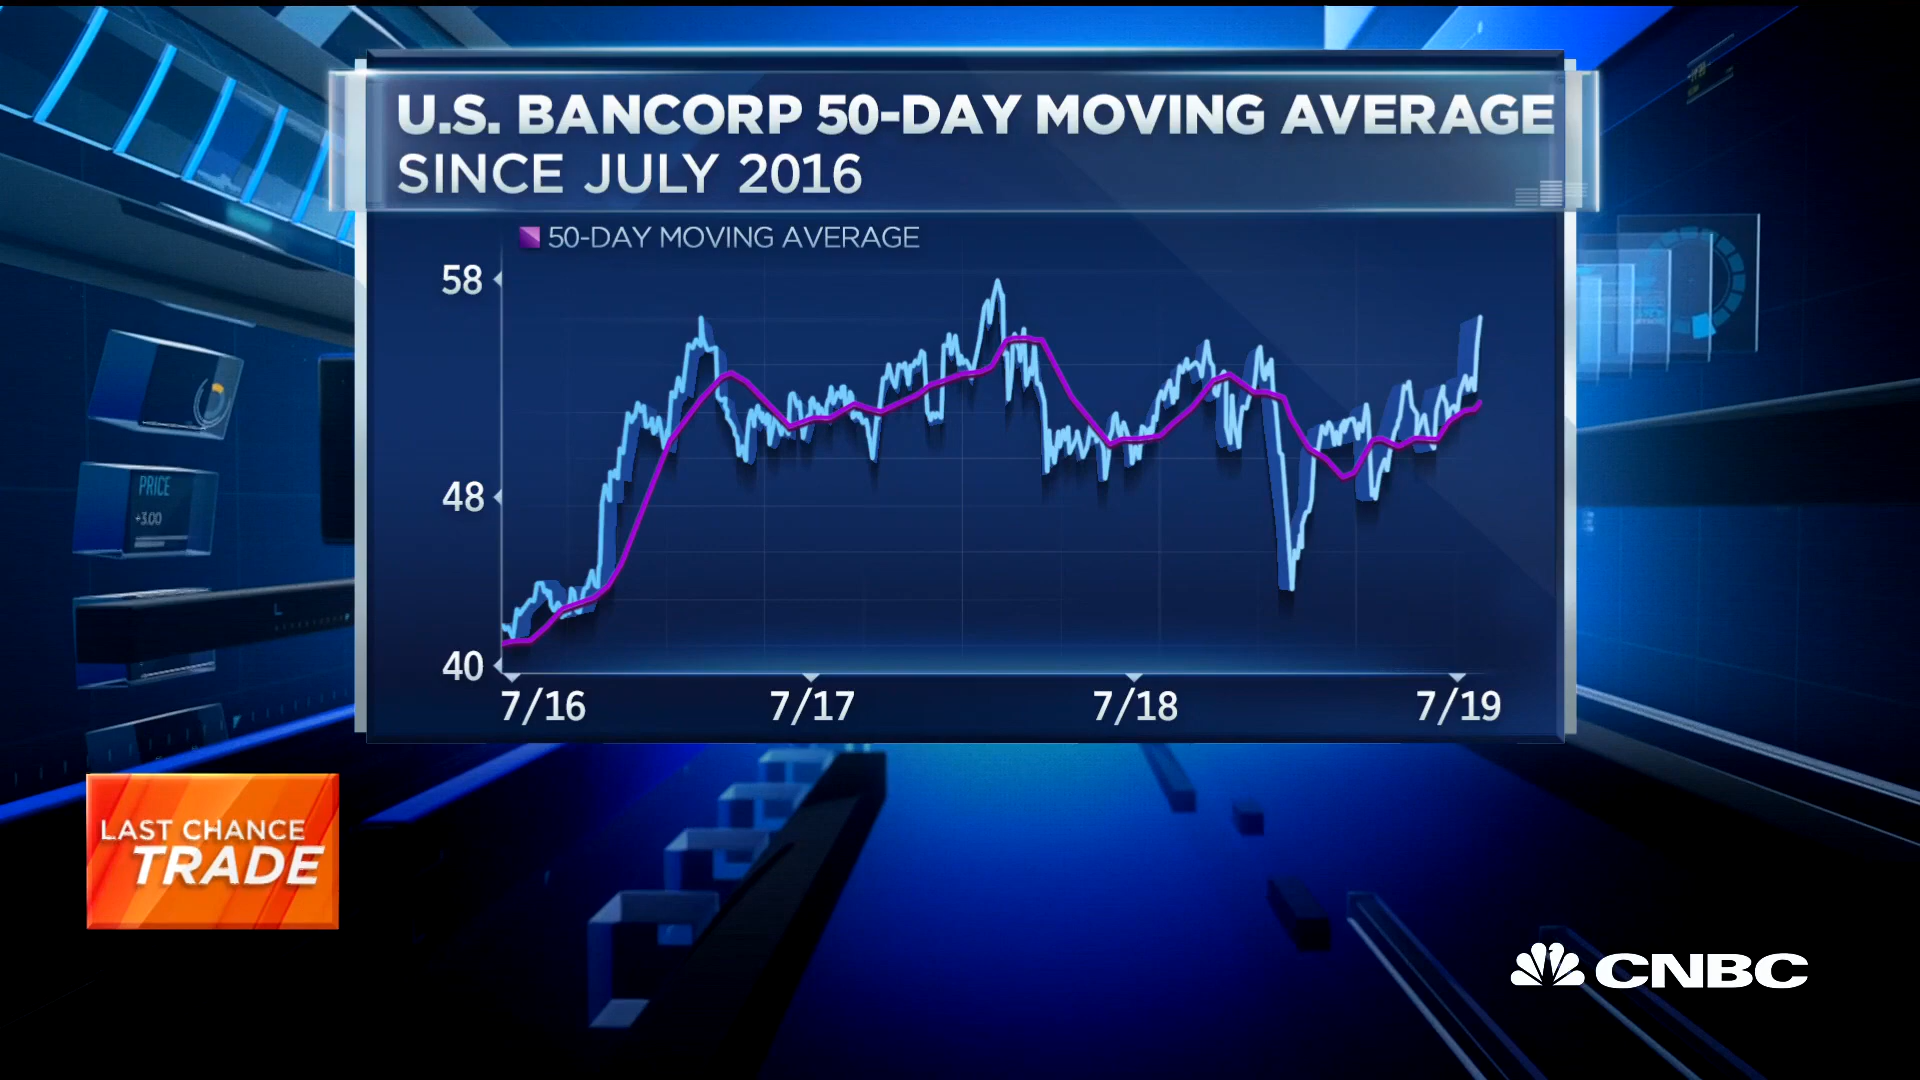 U.S. BANCORP 50-DAY MOVING AVERAGE
SINCE JULY 2016
50-DAY MOVING AVERAGE
58
48
40
7/16
7/17
7/18
7/19
PRICE
+3.00
LAST CHANCE
TRADE
CNBC